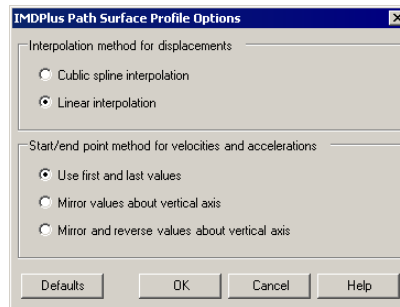 IMDPlus Path Surface Profile Options
Interpolation method for displacements
Cublic spline interpolation
Linear interpolation
Start/end point method for velocities and accelerations
Use first and last values
Mirror values about vertical axis
Mirror and reverse values about vertical axis
Defaults OK Cancel Help